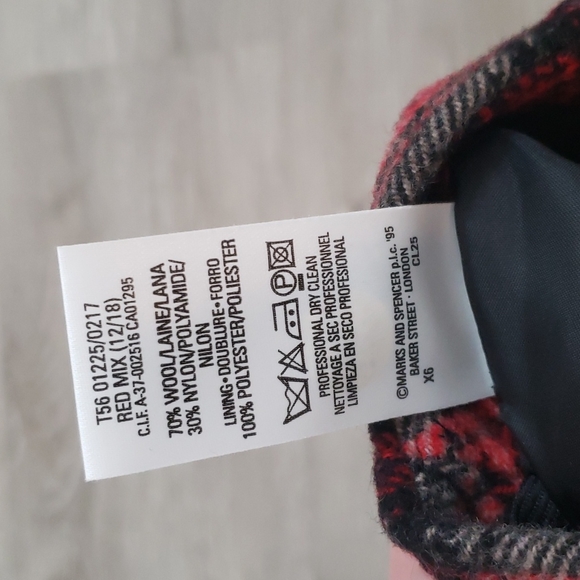 T56 01225/0217
RED MIX (12/18)
C.I.F. A-37-002516 CA01295
70% WOOL/LAINE/LANA
30% NYLON/POLYAMIDE/
NILON
LINING•DOUBLURE•FORRO
100% POLYESTER/POLIESTER
P
PROFESSIONAL DRY CLEAN
NETTOYAGE A SEC PROFESSIONNEL
LIMPIEZA EN SECO PROFESIONAL
©MARKS AND SPENCER p.l.c. '95
BAKER STREET · LONDON
CL25
X6